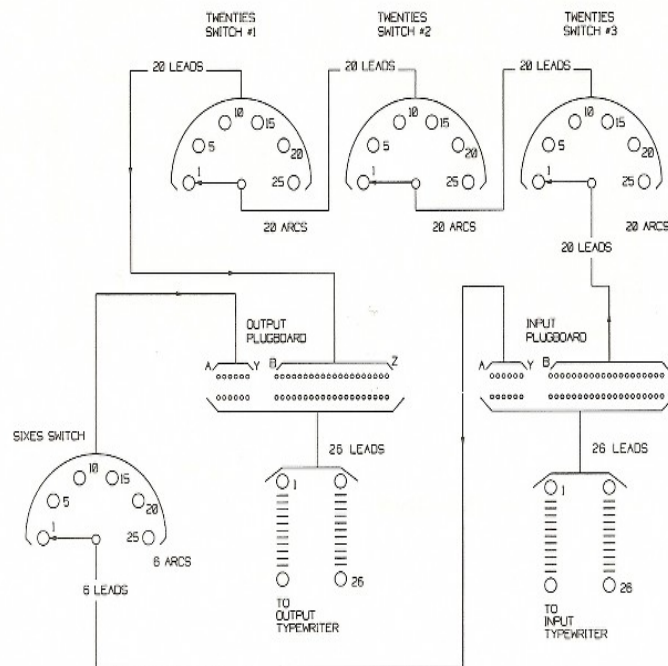 TWENTIES
SWITCH #1
TWENTIES
SWITCH #2
TWENTIES
SWITCH #3
20 LEADS
20 LEADS
20 LEADS
1
5
10
15
20
25
1
5
10
15
20
25
1
5
10
15
20
25
20 ARCS
20 ARCS
20 ARCS
20 LEADS
OUTPUT
PLUGBOARD
INPUT
PLUGBOARD
A
Y
B
Z
A
Y
B
SIXES SWITCH
1
5
10
15
20
25
6 ARCS
6 LEADS
26 LEADS
26 LEADS
1
26
1
26
TO
OUTPUT
TYPEWRITER
TO
INPUT
TYPEWRITER